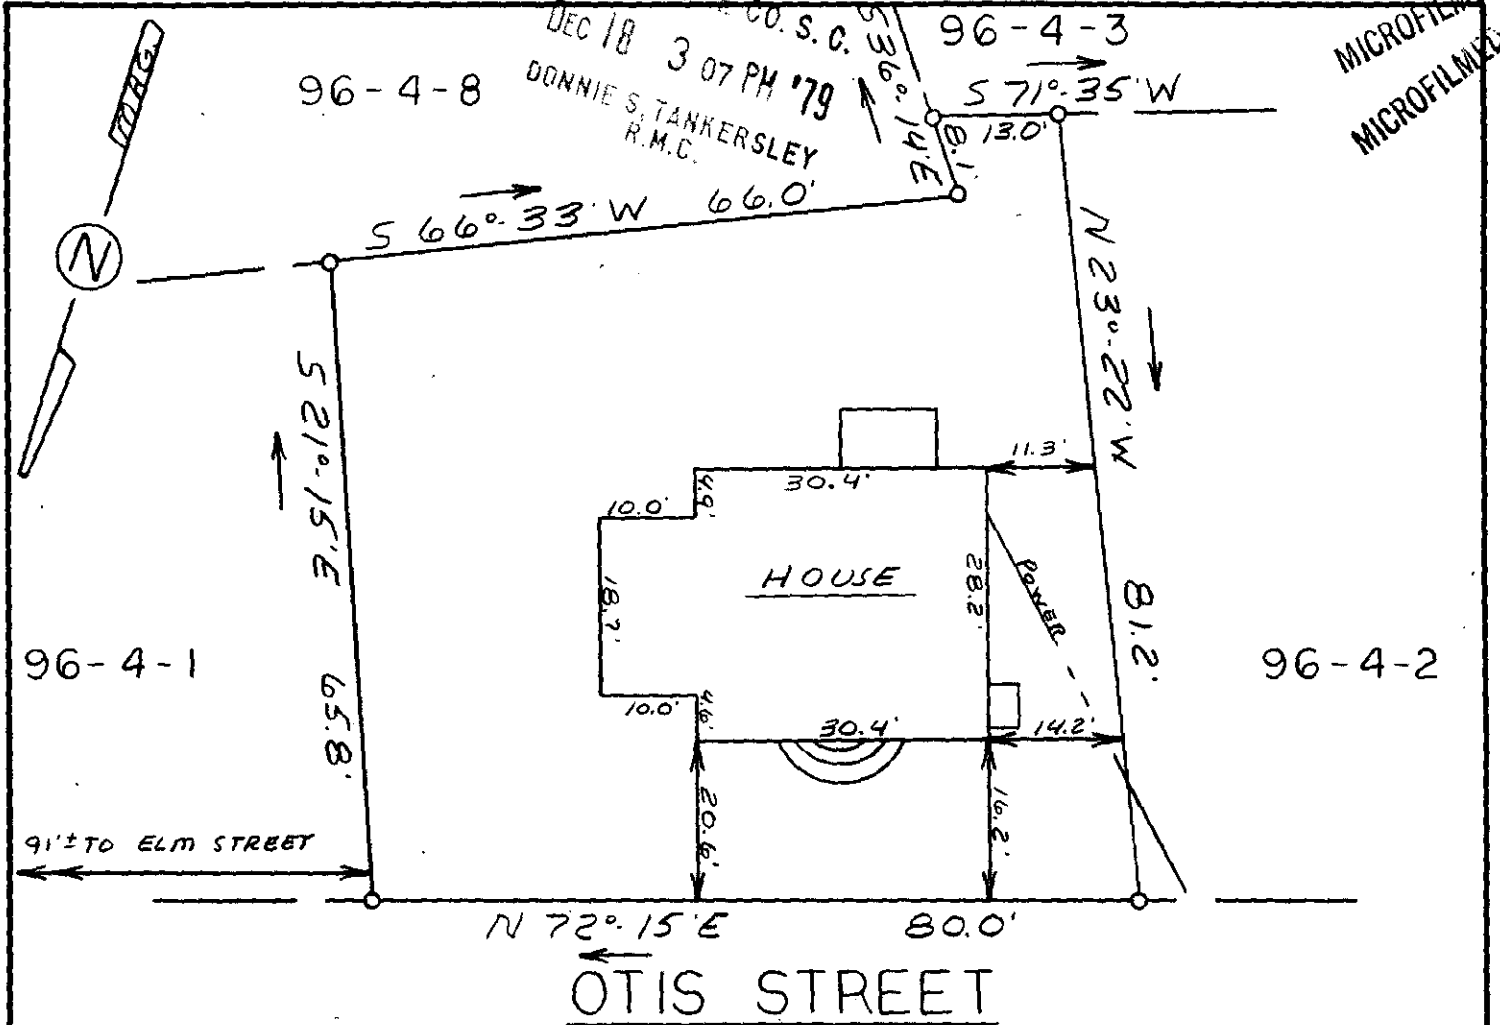 96-4-8
CO. S. C.
DEC 18 3 07 PM '79
DONNIE S. TANKERSLEY
R.M.C.
S 36°-14' E
8.1'
96-4-3
S 71°-35' W
13.0'
MICROFILMED
MICROFILMED
N
S 66°-33' W 66.0'
N 23°-22' W 81.2'
S 21°-15' E 65.8'
11.3'
30.4'
4.9'
10.0'
HOUSE
28.2'
POWER
18.7'
96-4-1
96-4-2
10.0'
4.6'
30.4'
14.2'
20.6'
16.2'
91'± TO ELM STREET
N 72°-15' E 80.0'
OTIS STREET